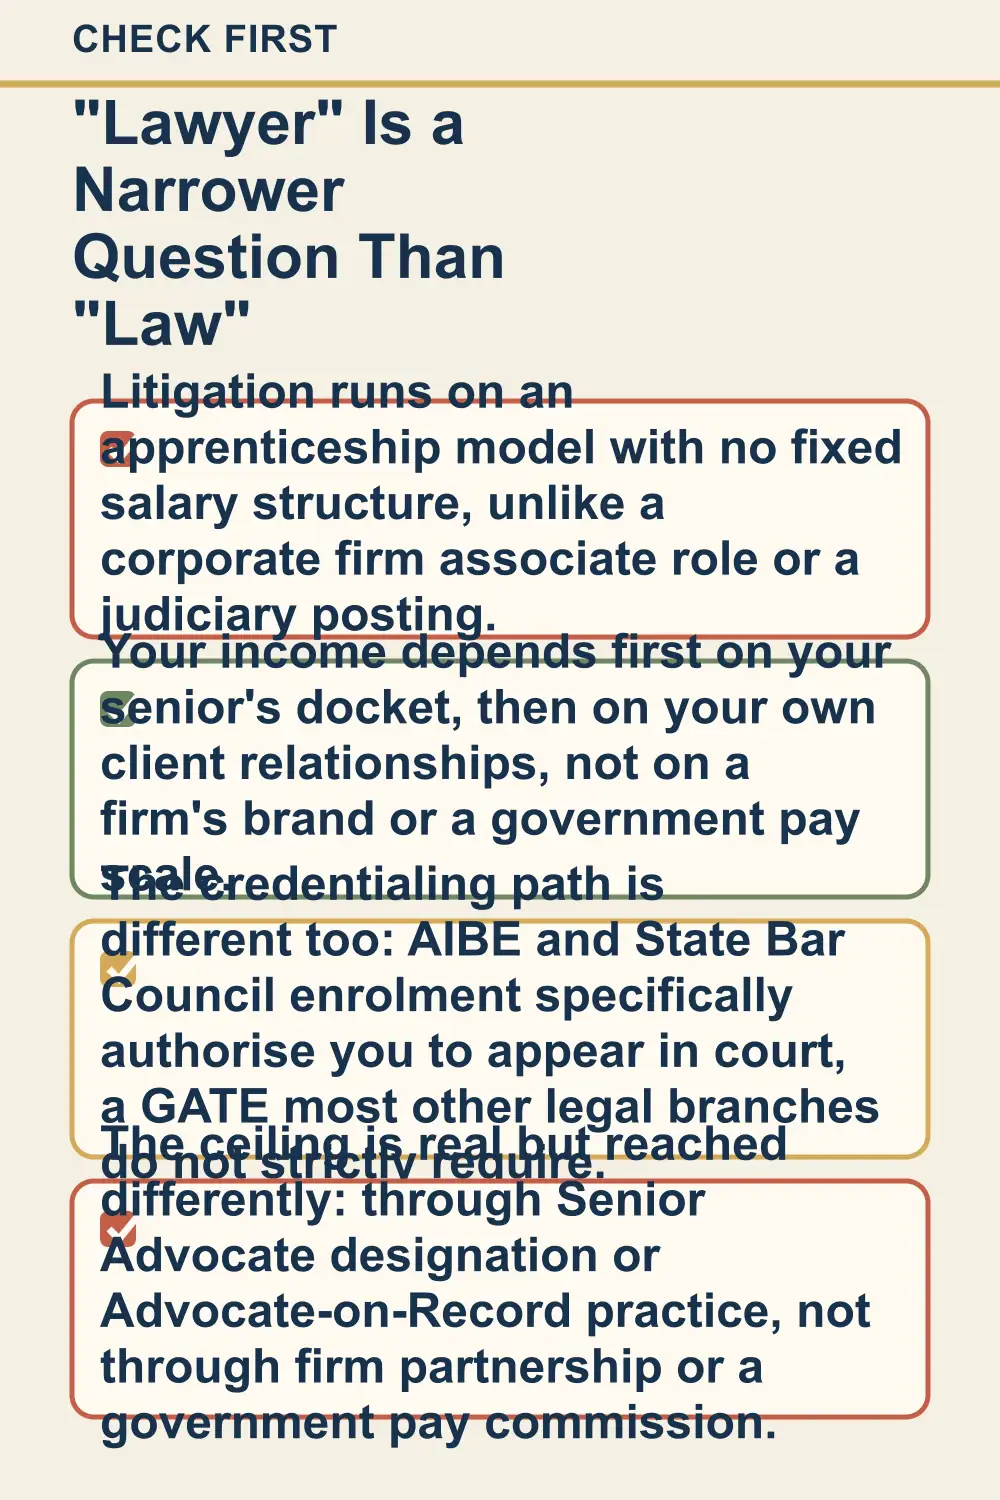 CHECK FIRST
"Lawyer" Is a
Narrower
Question Than
"Law"
Litigation runs on an
apprenticeship model with no fixed
salary structure, unlike a
corporate firm associate role or a
judiciary posting.
Your income depends first on your
senior's docket, then on your own
client relationships, not on a
firm's brand or a government pay
scale.
The credentialing path is
different too: AIBE and State Bar
Council enrolment specifically
authorise you to appear in court,
a GATE most other legal branches
do not strictly require.
The ceiling is real but reached
differently: through Senior
Advocate designation or
Advocate-on-Record practice, not
through firm partnership or a
government pay commission.